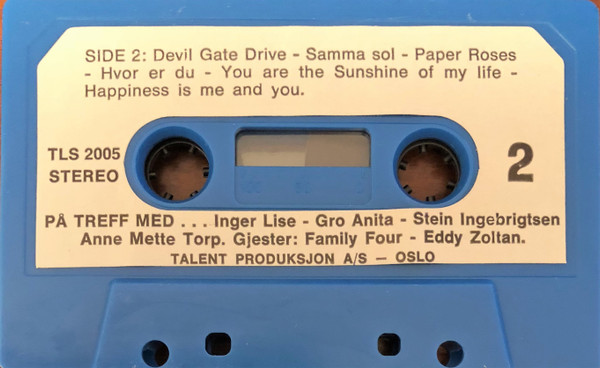 SIDE 2: Devil Gate Drive - Samma sol - Paper Roses
- Hvor er du - You are the Sunshine of my life -
Happiness is me and you.
TLS 2005
STEREO
2
PÅ TREFF MED . . . Inger Lise - Gro Anita - Stein Ingebrigtsen
Anne Mette Torp. Gjester: Family Four - Eddy Zoltan.
TALENT PRODUKSJON A/S — OSLO